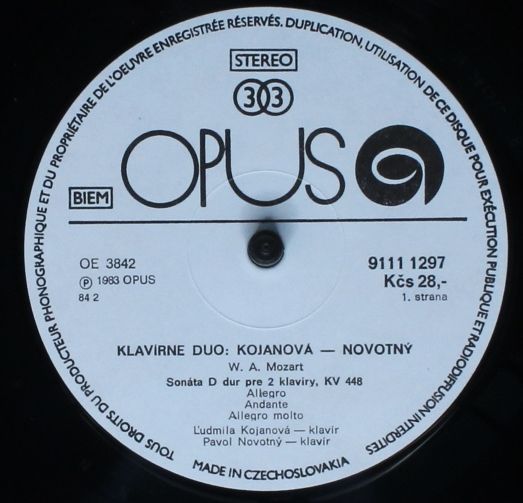 TOUS DROITS DU PRODUCTEUR PHONOGRAPHIQUE ET DU PROPRIÉTAIRE DE L'OEUVRE ENREGISTRÉE RÉSERVÉS. DUPLICATION, UTILISATION DE CE DISQUE POUR EXÉCUTION PUBLIQUE ET RADIODIFFUSION INTERDITES
STEREO
33
OPUS
BIEM
OE 3842
9111 1297
Ⓟ 1983 OPUS
Kčs 28,-
84 2
1. strana
KLAVÍRNE DUO: KOJANOVÁ — NOVOTNÝ
W. A. Mozart
Sonáta D dur pre 2 klavíry, KV 448
Allegro
Andante
Allegro molto
Ľudmila Kojanová — klavír
Pavol Novotný — klavír
MADE IN CZECHOSLOVAKIA